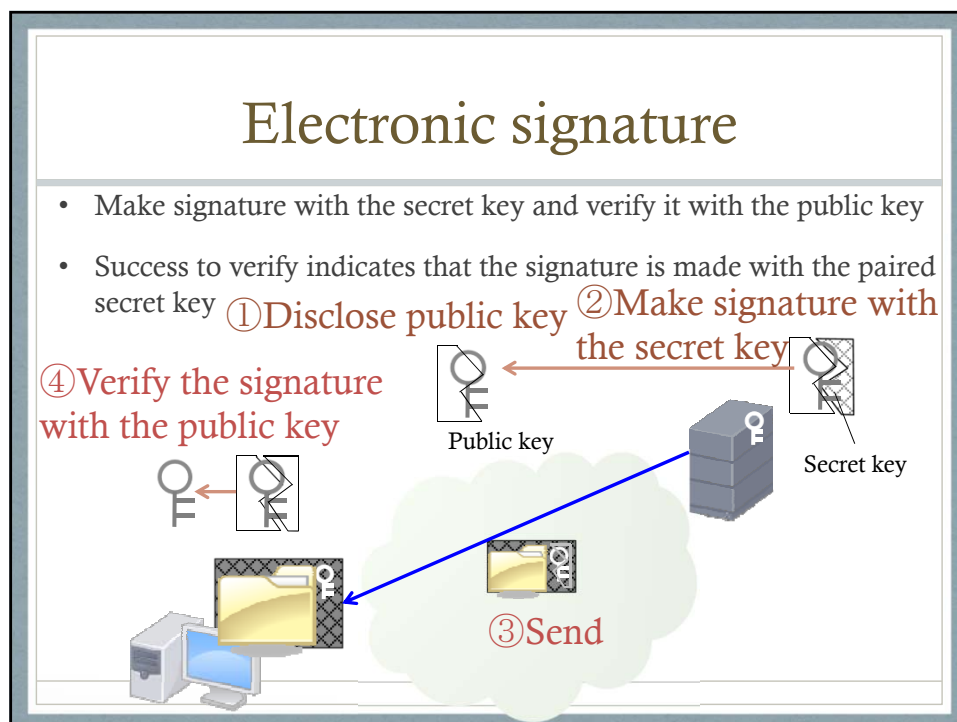 Electronic signature
• Make signature with the secret key and verify it with the public key
• Success to verify indicates that the signature is made with the paired
secret key
①Disclose public key
②Make signature with
the secret key
④Verify the signature
with the public key
Public key
Secret key
③Send